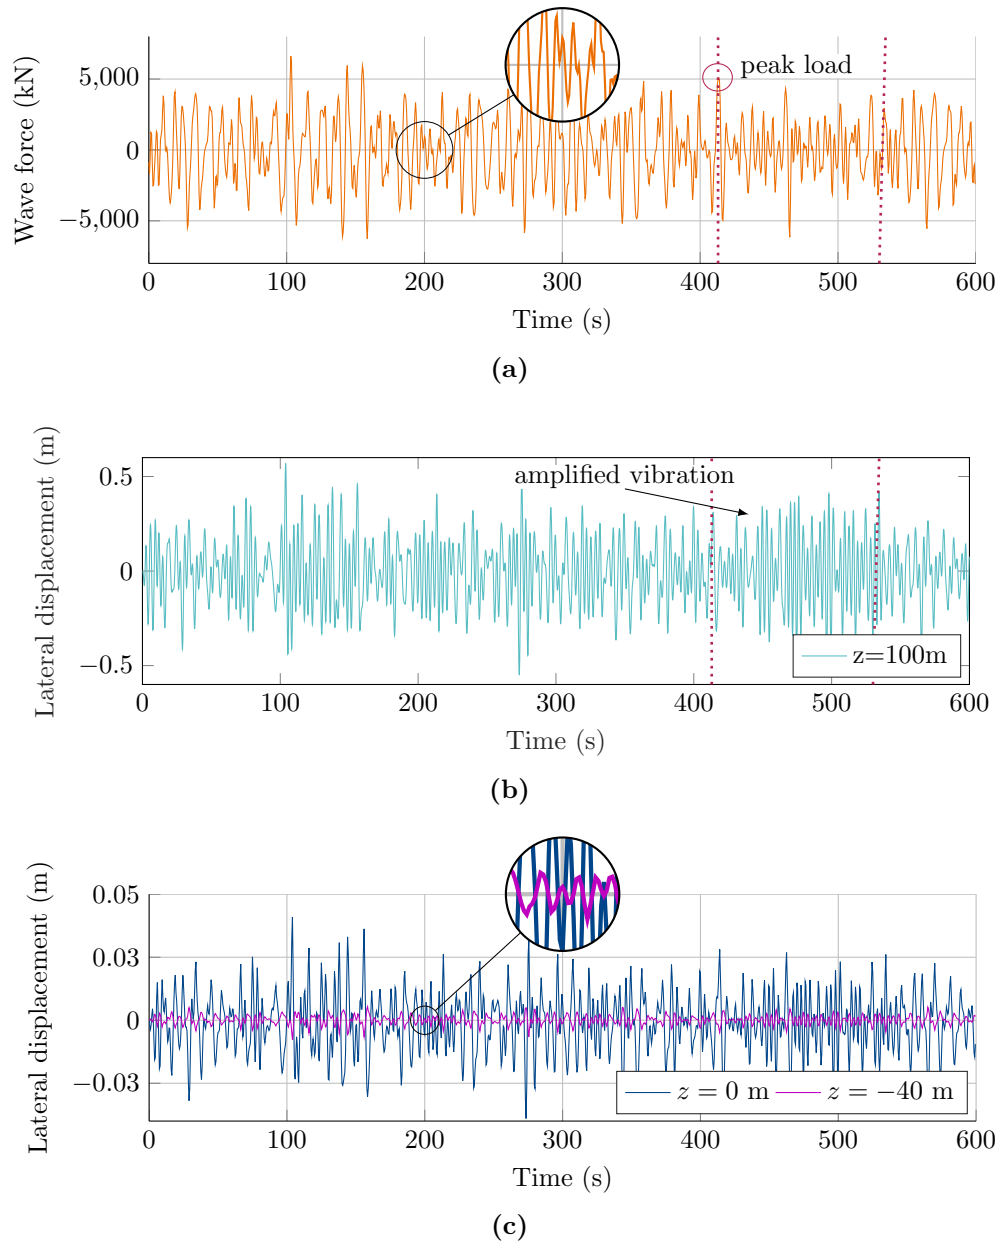 Wave force (kN)
5,000
0
−5,000
peak load
0 100 200 300 400 500 600
Time (s)
(a)
Lateral displacement (m)
0.5
0
−0.5
amplified vibration
z=100m
0 100 200 300 400 500 600
Time (s)
(b)
Lateral displacement (m)
0.05
0.03
0
−0.03
z = 0 m z = −40 m
0 100 200 300 400 500 600
Time (s)
(c)